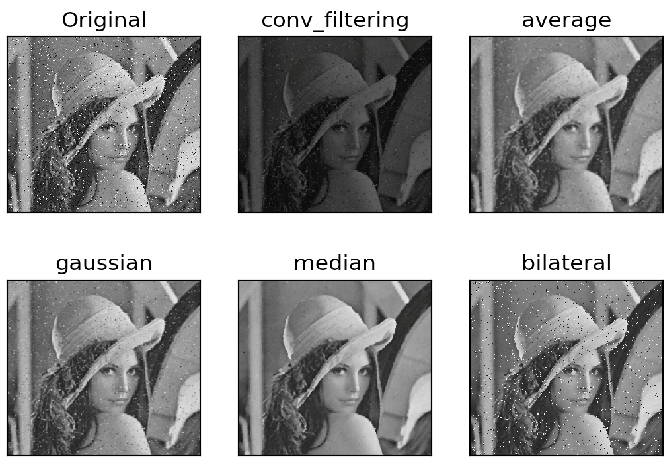 Original
conv_filtering
average
gaussian
median
bilateral